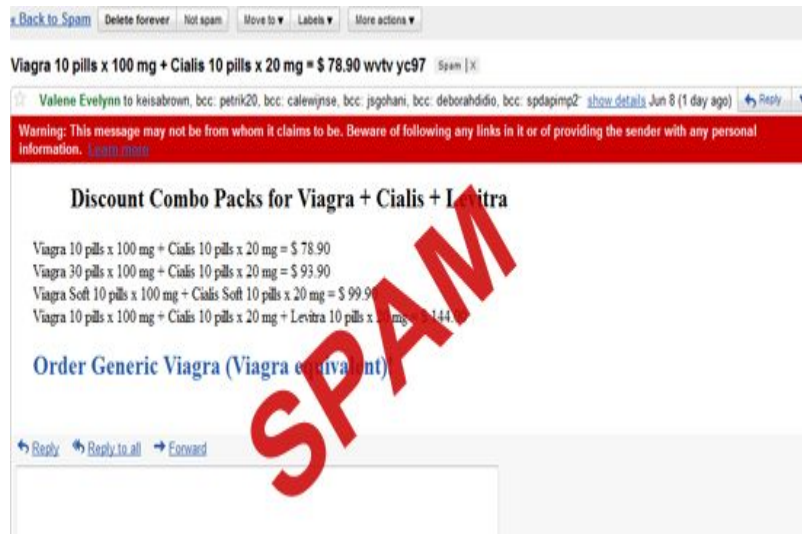 « Back to Spam Delete forever Not spam Move to ▾ Labels ▾ More actions ▾
Viagra 10 pills x 100 mg + Cialis 10 pills x 20 mg = $ 78.90 wvtv yc97 Spam | X
Valene Evelynn to keisabrown, bcc: petrik20, bcc: calewijnse, bcc: jsgohani, bcc: deborahdidio, bcc: spdapimp2 show details Jun 8 (1 day ago) Reply
Warning: This message may not be from whom it claims to be. Beware of following any links in it or of providing the sender with any personal
information. Learn more
Discount Combo Packs for Viagra + Cialis + Levitra
Viagra 10 pills x 100 mg + Cialis 10 pills x 20 mg = $ 78.90
Viagra 30 pills x 100 mg + Cialis 10 pills x 20 mg = $ 93.90
Viagra Soft 10 pills x 100 mg + Cialis Soft 10 pills x 20 mg = $ 99.90
Viagra 10 pills x 100 mg + Cialis 10 pills x 20 mg + Levitra 10 pills x mg = $ 144.
Order Generic Viagra (Viagra equivalent)!
SPAM
Reply Reply to all Forward